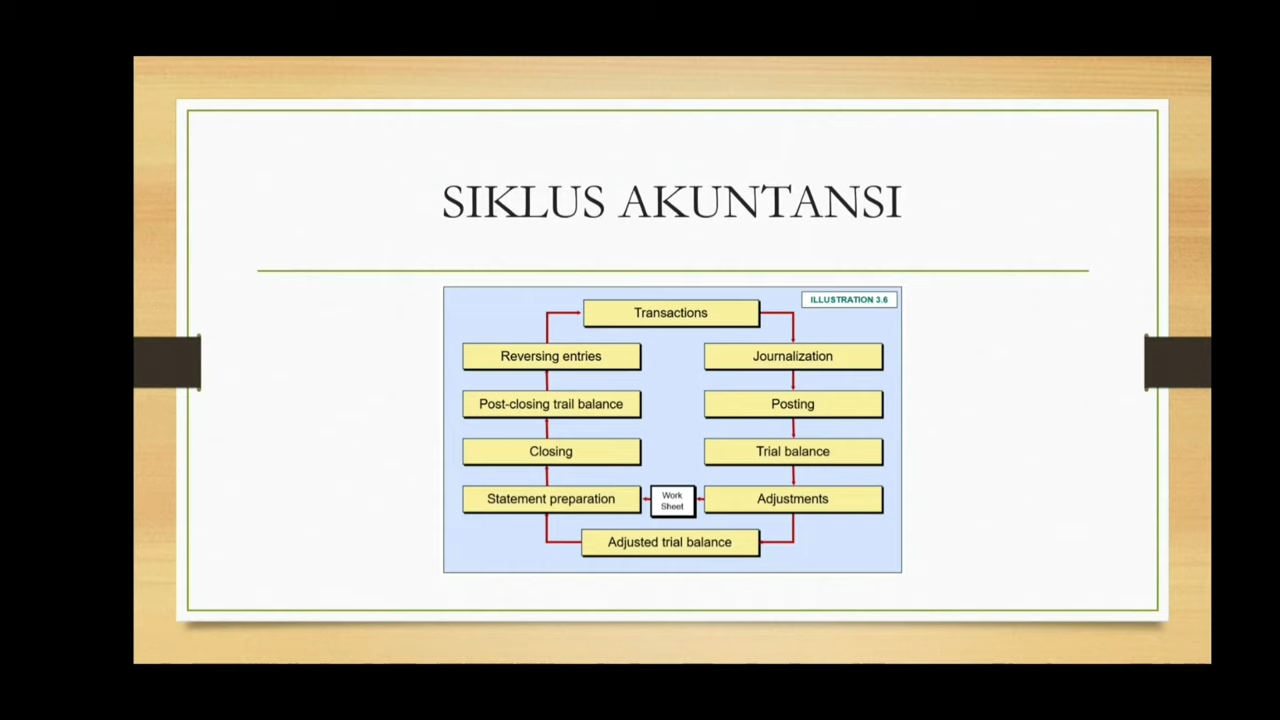 SIKLUS AKUNTANSI
ILLUSTRATION 3.6
Transactions
Reversing entries
Journalization
Post-closing trail balance
Posting
Closing
Trial balance
Statement preparation
Work
Sheet
Adjustments
Adjusted trial balance